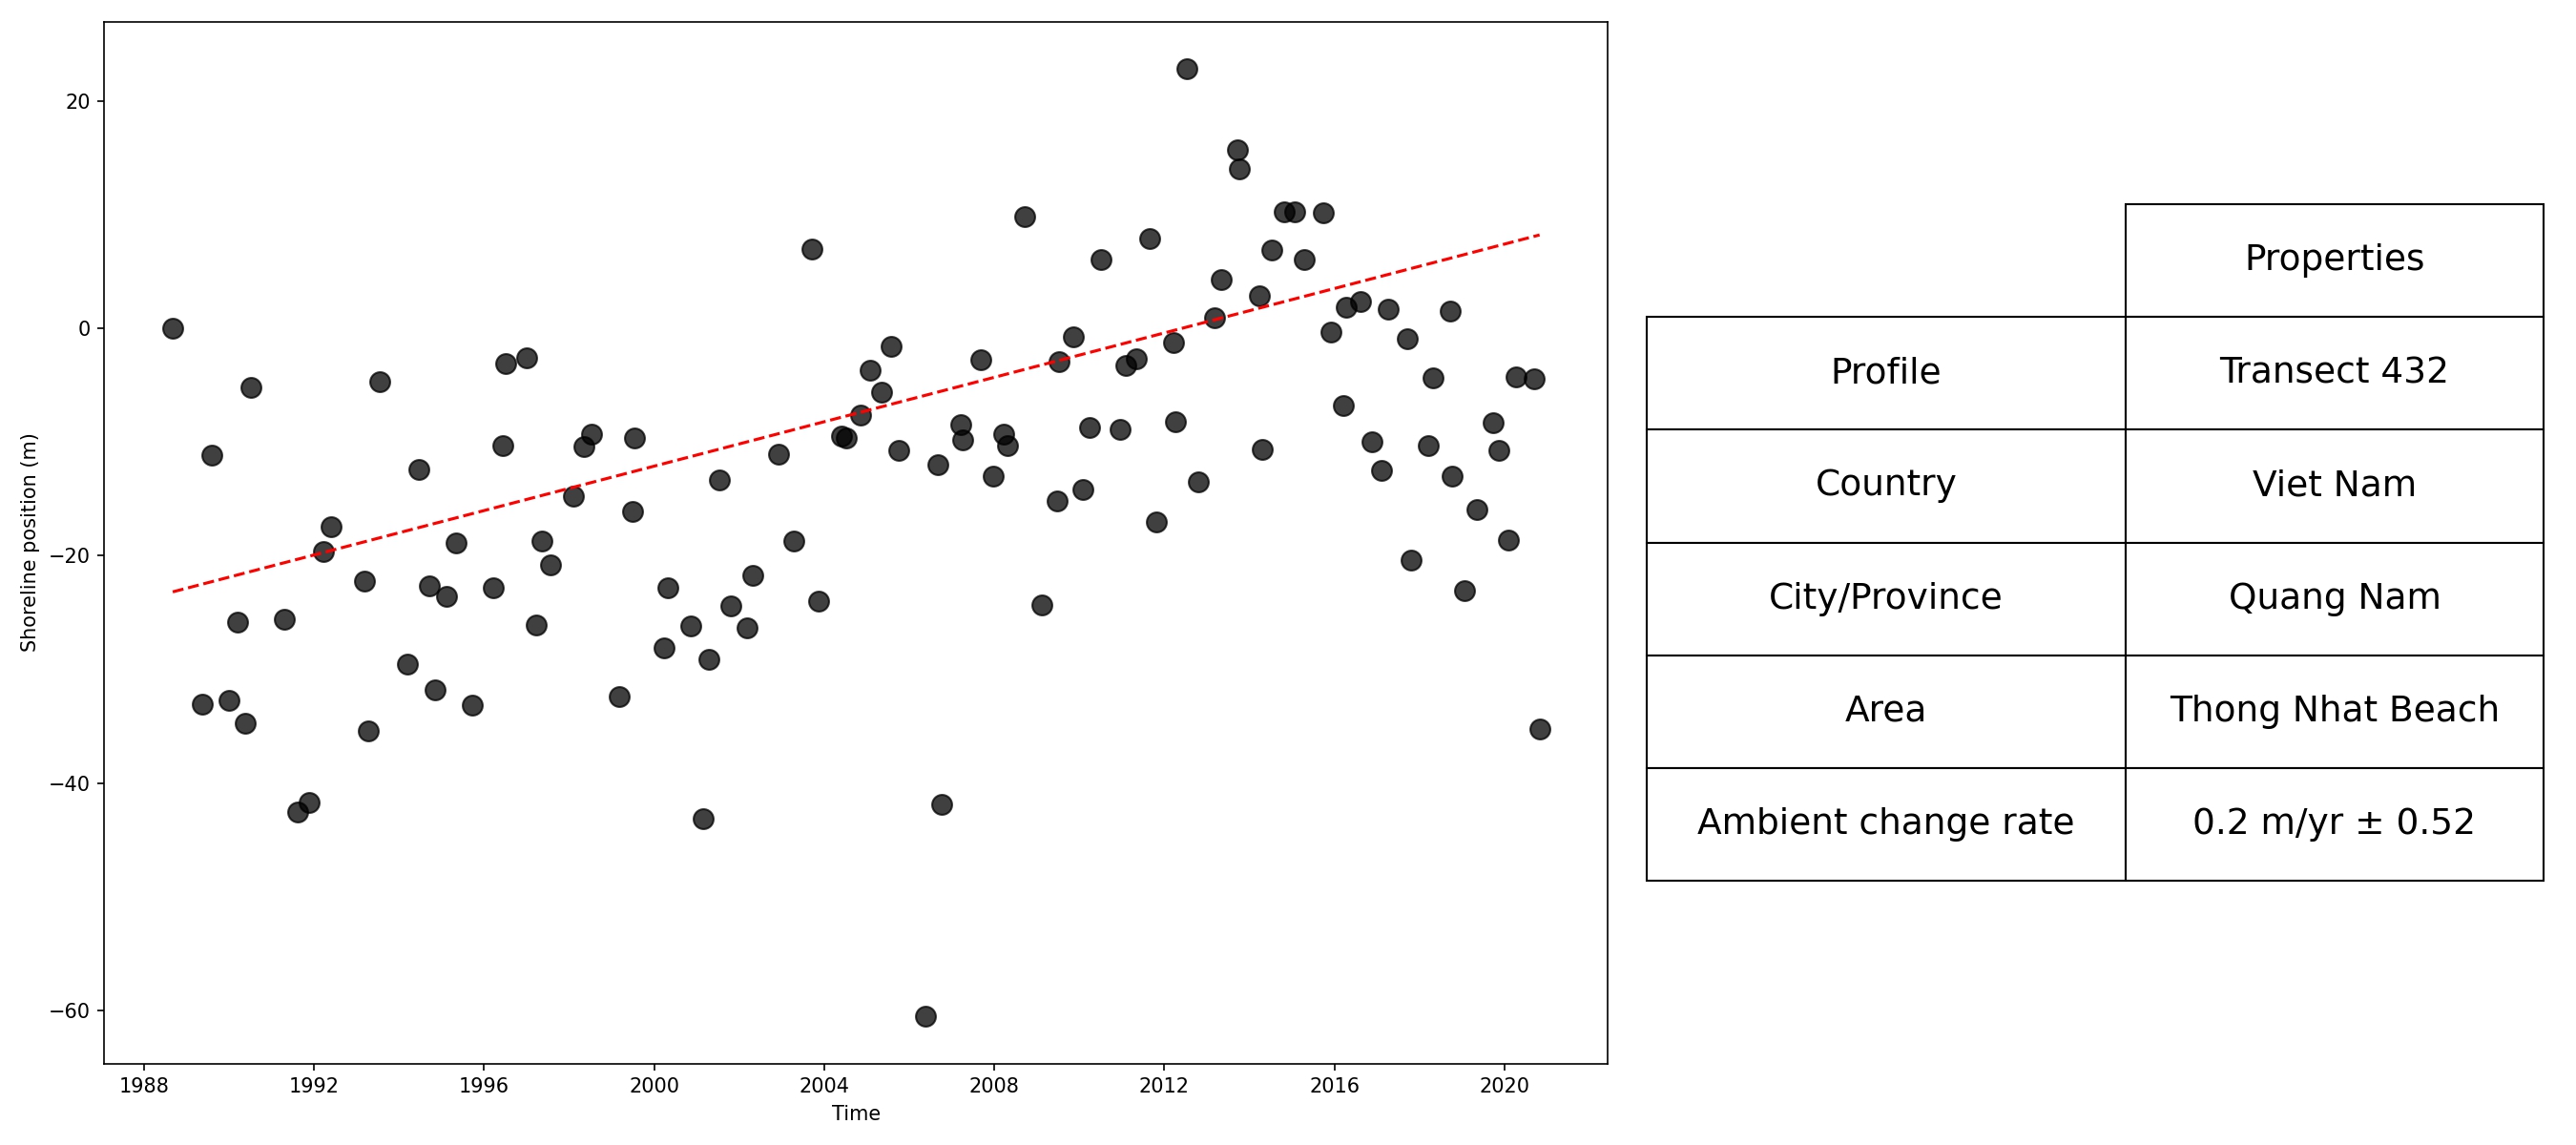 20
0
−20
−40
−60
Shoreline position (m)
1988 1992 1996 2000 2004 2008 2012 2016 2020
Time
Properties
Profile Transect 432
Country Viet Nam
City/Province Quang Nam
Area Thong Nhat Beach
Ambient change rate 0.2 m/yr ± 0.52